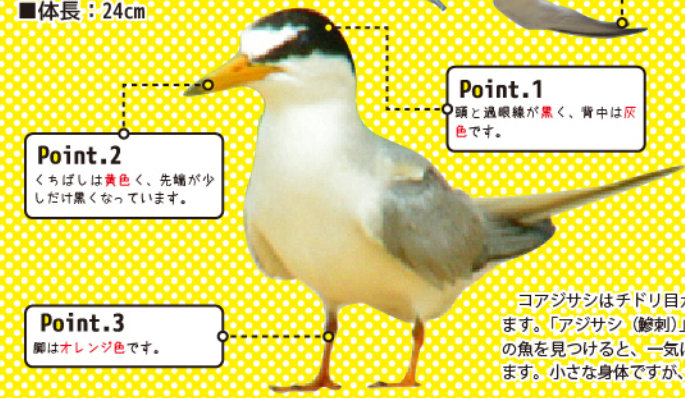 ■体長：24cm
Point.1
頭と過眼線が黒く、背中は灰
色です。
Point.2
くちばしは黄色く、先端が少
しだけ黒くなっています。
Point.3
脚はオレンジ色です。
コアジサシはチドリ目カ
ます。「アジサシ（鰺刺）」
の魚を見つけると、一気に
ます。小さな身体ですが、